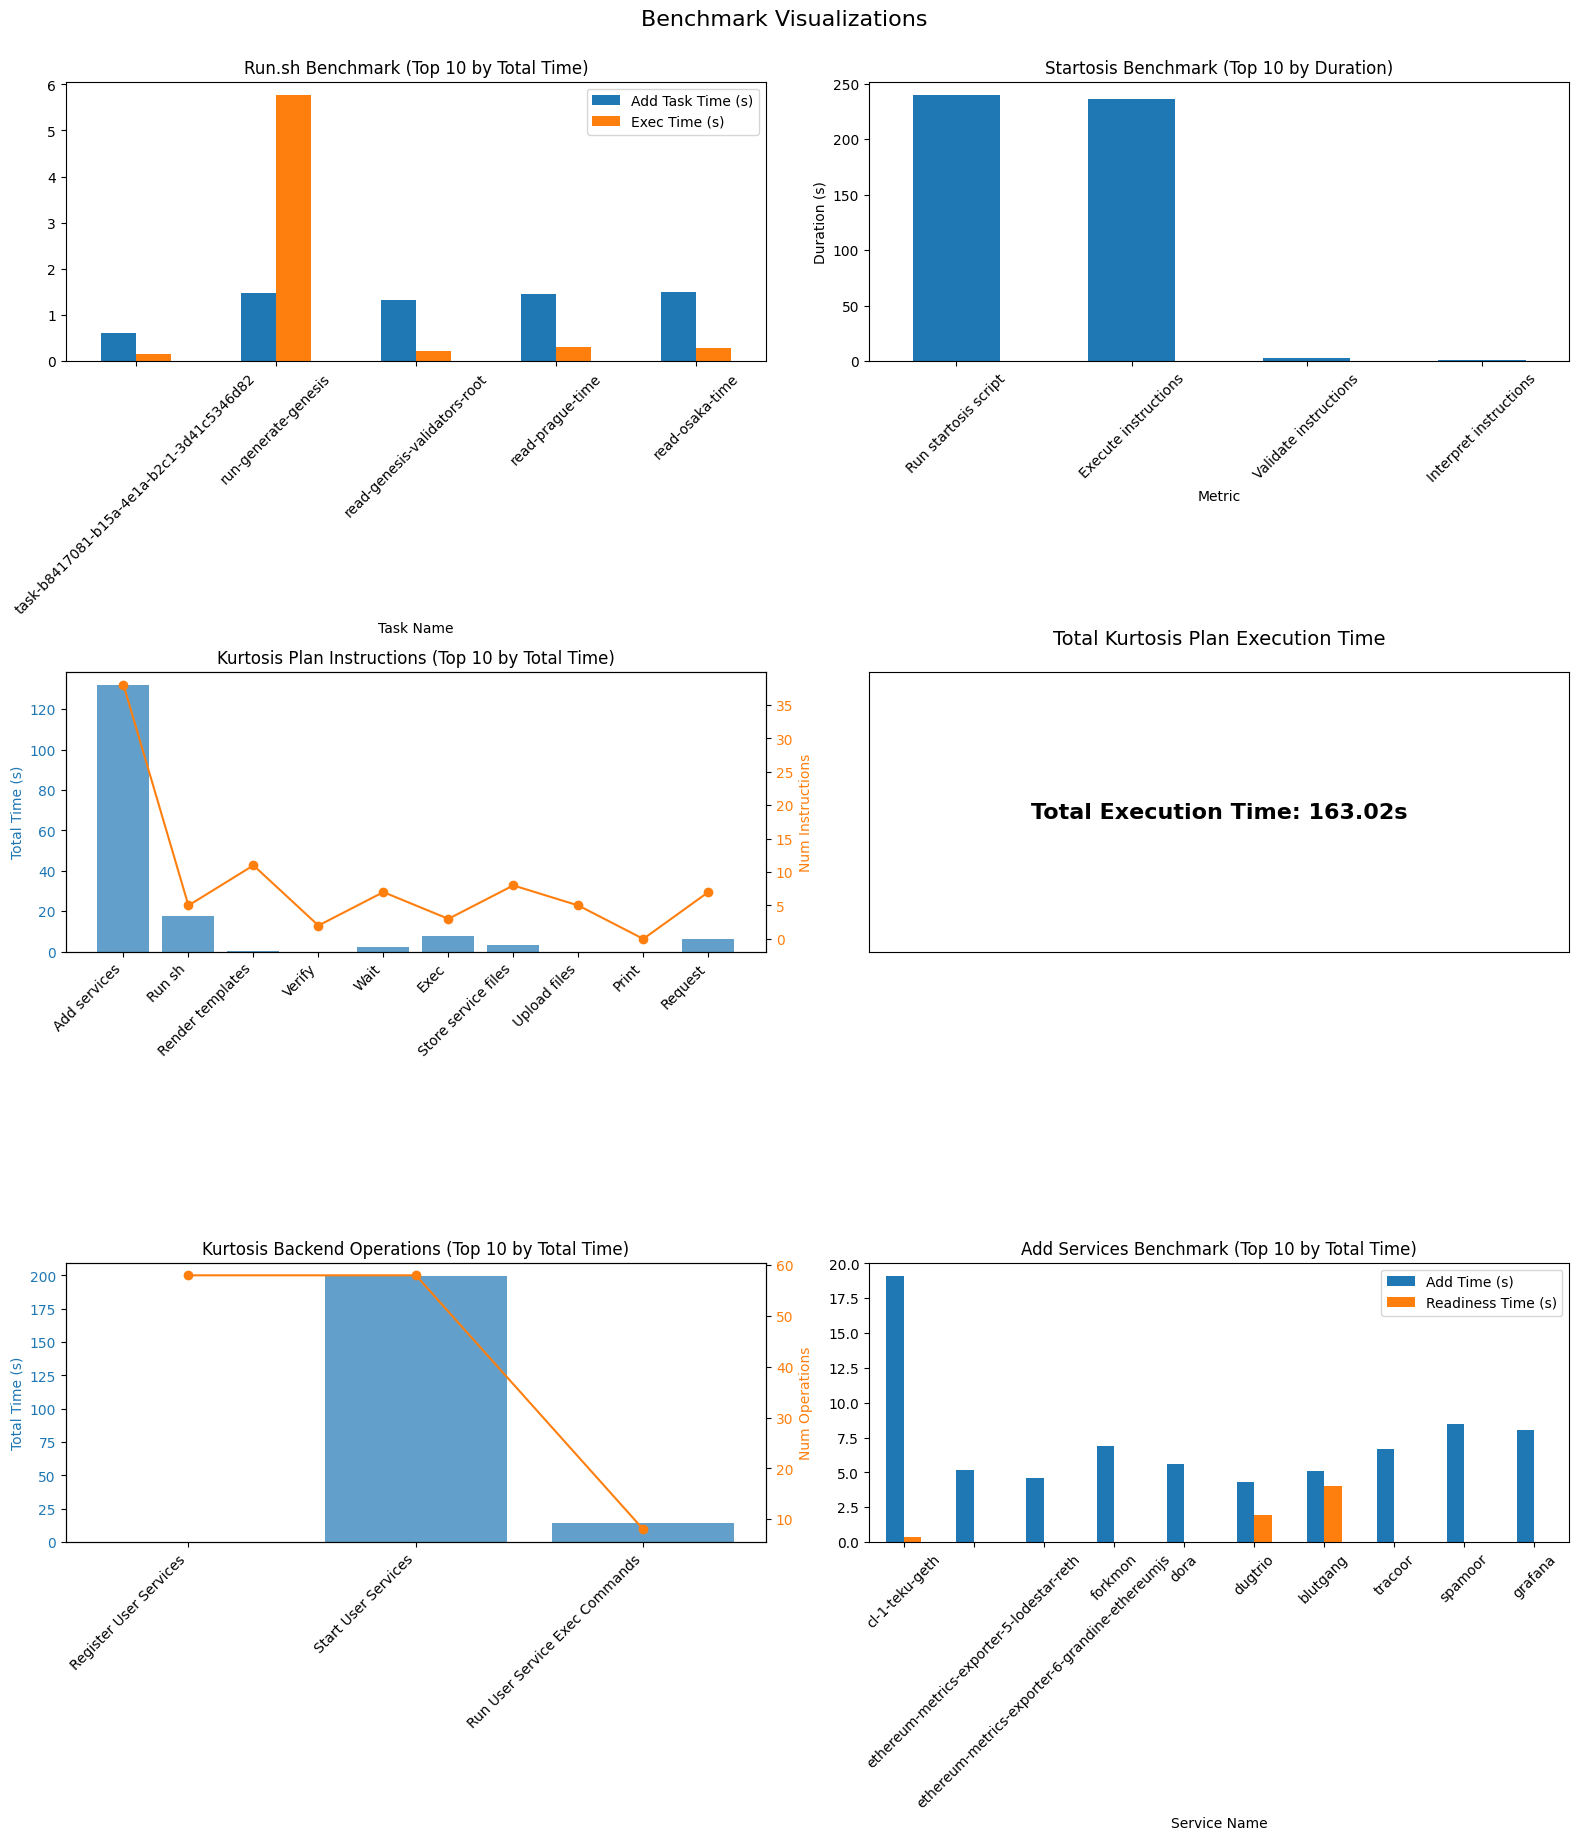 Benchmark Visualizations
Run.sh Benchmark (Top 10 by Total Time)
6
5
4
3
2
1
0
Add Task Time (s)
Exec Time (s)
task-b8417081-b15a-4e1a-b2c1-3d41c5346d82
run-generate-genesis
read-genesis-validators-root
read-prague-time
read-osaka-time
Task Name
Startosis Benchmark (Top 10 by Duration)
Duration (s)
250
200
150
100
50
0
Run startosis script
Execute instructions
Validate instructions
Interpret instructions
Metric
Kurtosis Plan Instructions (Top 10 by Total Time)
Total Time (s)
120
100
80
60
40
20
0
35
30
25
20
15
10
5
0
Num Instructions
Add services
Run sh
Render templates
Verify
Wait
Exec
Store service files
Upload files
Print
Request
Total Kurtosis Plan Execution Time
Total Execution Time: 163.02s
Kurtosis Backend Operations (Top 10 by Total Time)
Total Time (s)
200
175
150
125
100
75
50
25
0
60
50
40
30
20
10
Num Operations
Register User Services
Start User Services
Run User Service Exec Commands
Add Services Benchmark (Top 10 by Total Time)
20.0
17.5
15.0
12.5
10.0
7.5
5.0
2.5
0.0
Add Time (s)
Readiness Time (s)
cl-1-teku-geth
ethereum-metrics-exporter-5-lodestar-reth
ethereum-metrics-exporter-6-grandine-ethereumjs
forkmon
dora
dugtrio
blutgang
tracoor
spamoor
grafana
Service Name